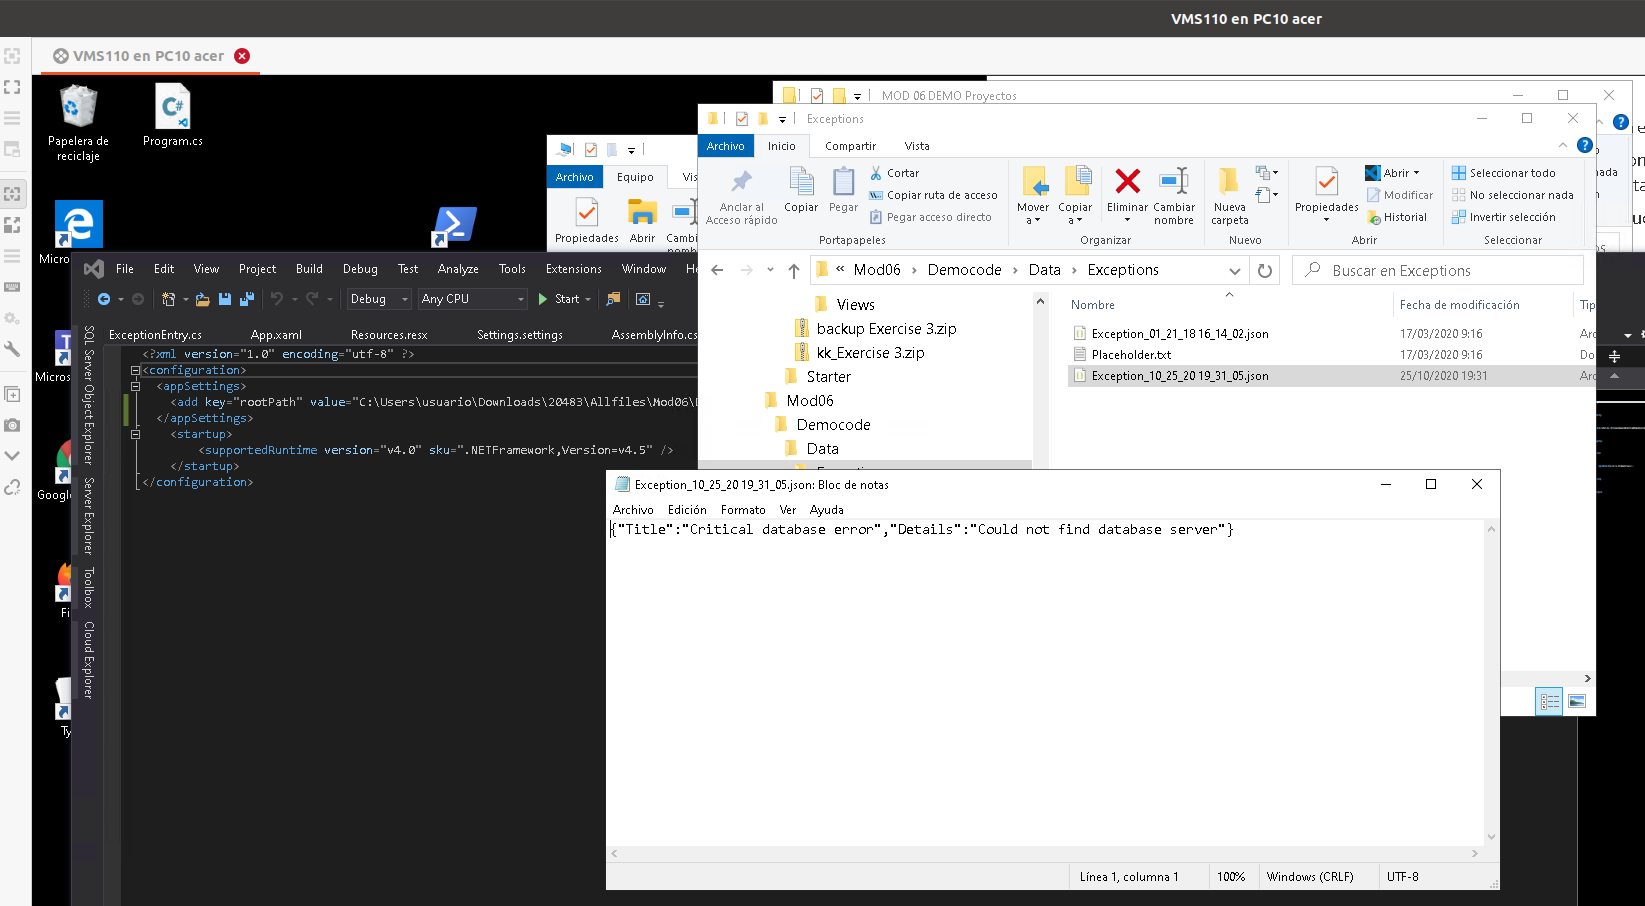 VMS110 en PC10 acer
VMS110 en PC10 acer
Papelera de
reciclaje
Program.cs
MOD 06 DEMO Proyectos
Exceptions
Archivo Inicio Compartir Vista
Anclar al
Acceso rápido
Copiar
Pegar
Cortar
Copiar ruta de acceso
Pegar acceso directo
Portapapeles
Mover
a
Copiar
a
Eliminar
Cambiar
nombre
Organizar
Nueva
carpeta
Nuevo
Propiedades
Abrir
Modificar
Historial
Abrir
Seleccionar todo
No seleccionar nada
Invertir selección
Seleccionar
Archivo Equipo Vis
Propiedades Abrir Cambi
« Mod06 › Democode › Data › Exceptions
Buscar en Exceptions
Views
backup Exercise 3.zip
kk_Exercise 3.zip
Starter
Mod06
Democode
Data
Nombre Fecha de modificación Tip
Exception_01_21_18 16_14_02.json 17/03/2020 9:16 Arc
Placeholder.txt 17/03/2020 9:16 Do
Exception_10_25_20 19_31_05.json 25/10/2020 19:31 Arc
Micro
Micros
Google
Fi
Ty
File Edit View Project Build Debug Test Analyze Tools Extensions Window He
Debug Any CPU Start
ExceptionEntry.cs App.xaml Resources.resx Settings.settings AssemblyInfo.cs
SQL Server Object Explorer
Server Explorer
Toolbox
Cloud Explorer
<?xml version="1.0" encoding="utf-8" ?>
<configuration>
<appSettings>
<add key="rootPath" value="C:\Users\usuario\Downloads\20483\Allfiles\Mod06\
</appSettings>
<startup>
<supportedRuntime version="v4.0" sku=".NETFramework,Version=v4.5" />
</startup>
</configuration>
Exception_10_25_20 19_31_05.json: Bloc de notas
Archivo Edición Formato Ver Ayuda
{"Title":"Critical database error","Details":"Could not find database server"}
Línea 1, columna 1 100% Windows (CRLF) UTF-8